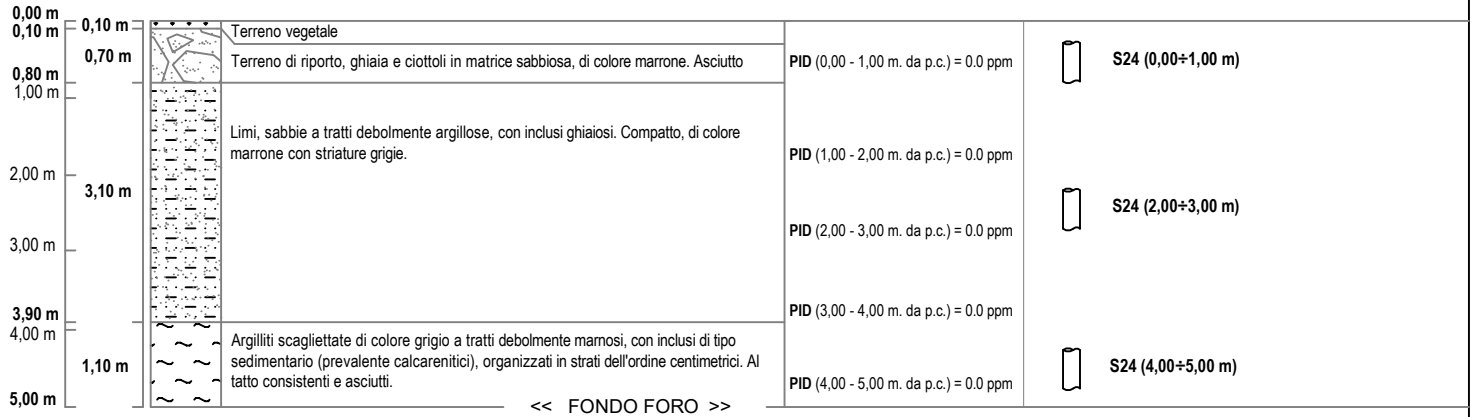 0,00 m
0,10 m
0,10 m
Terreno vegetale
0,70 m
Terreno di riporto, ghiaia e ciottoli in matrice sabbiosa, di colore marrone. Asciutto
PID (0,00 - 1,00 m. da p.c.) = 0.0 ppm
S24 (0,00÷1,00 m)
0,80 m
1,00 m
Limi, sabbie a tratti debolmente argillose, con inclusi ghiaiosi. Compatto, di colore
marrone con striature grigie.
PID (1,00 - 2,00 m. da p.c.) = 0.0 ppm
2,00 m
3,10 m
S24 (2,00÷3,00 m)
PID (2,00 - 3,00 m. da p.c.) = 0.0 ppm
3,00 m
PID (3,00 - 4,00 m. da p.c.) = 0.0 ppm
3,90 m
4,00 m
Argilliti scagliettate di colore grigio a tratti debolmente marnosi, con inclusi di tipo
sedimentario (prevalente calcarenitici), organizzati in strati dell'ordine centimetrici. Al
tatto consistenti e asciutti.
1,10 m
S24 (4,00÷5,00 m)
PID (4,00 - 5,00 m. da p.c.) = 0.0 ppm
5,00 m
<< FONDO FORO >>